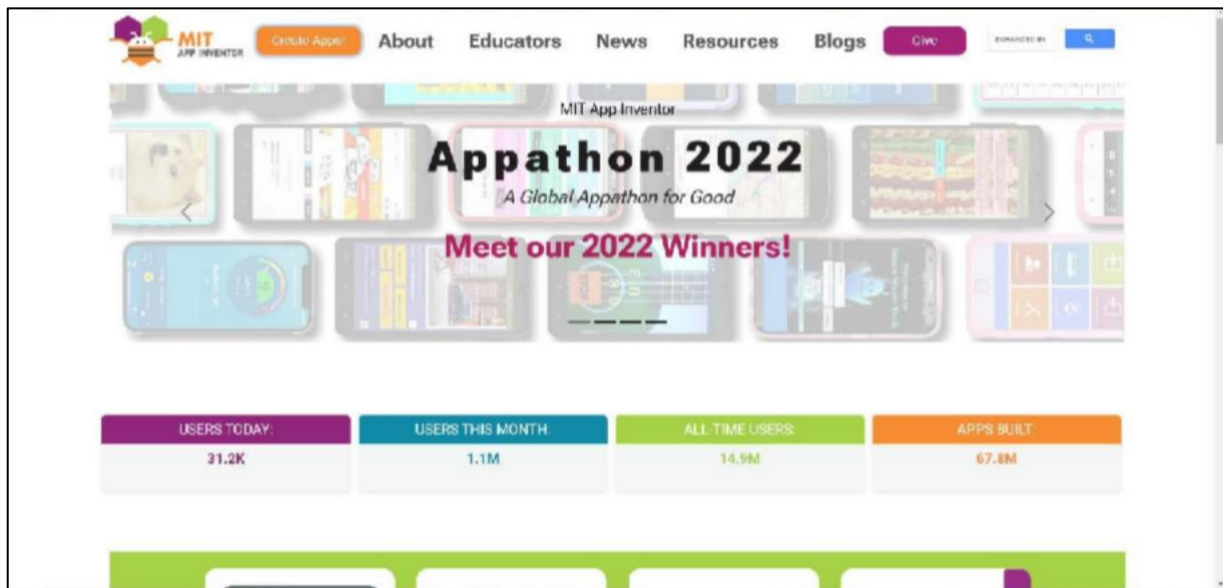 MIT
APP INVENTOR
Create Apps!
About
Educators
News
Resources
Blogs
Give
ENHANCED BY
MIT App Inventor
Appathon 2022
A Global Appathon for Good
Meet our 2022 Winners!
USERS TODAY:
USERS THIS MONTH:
ALL-TIME USERS:
APPS BUILT:
31.2K
1.1M
14.9M
67.8M